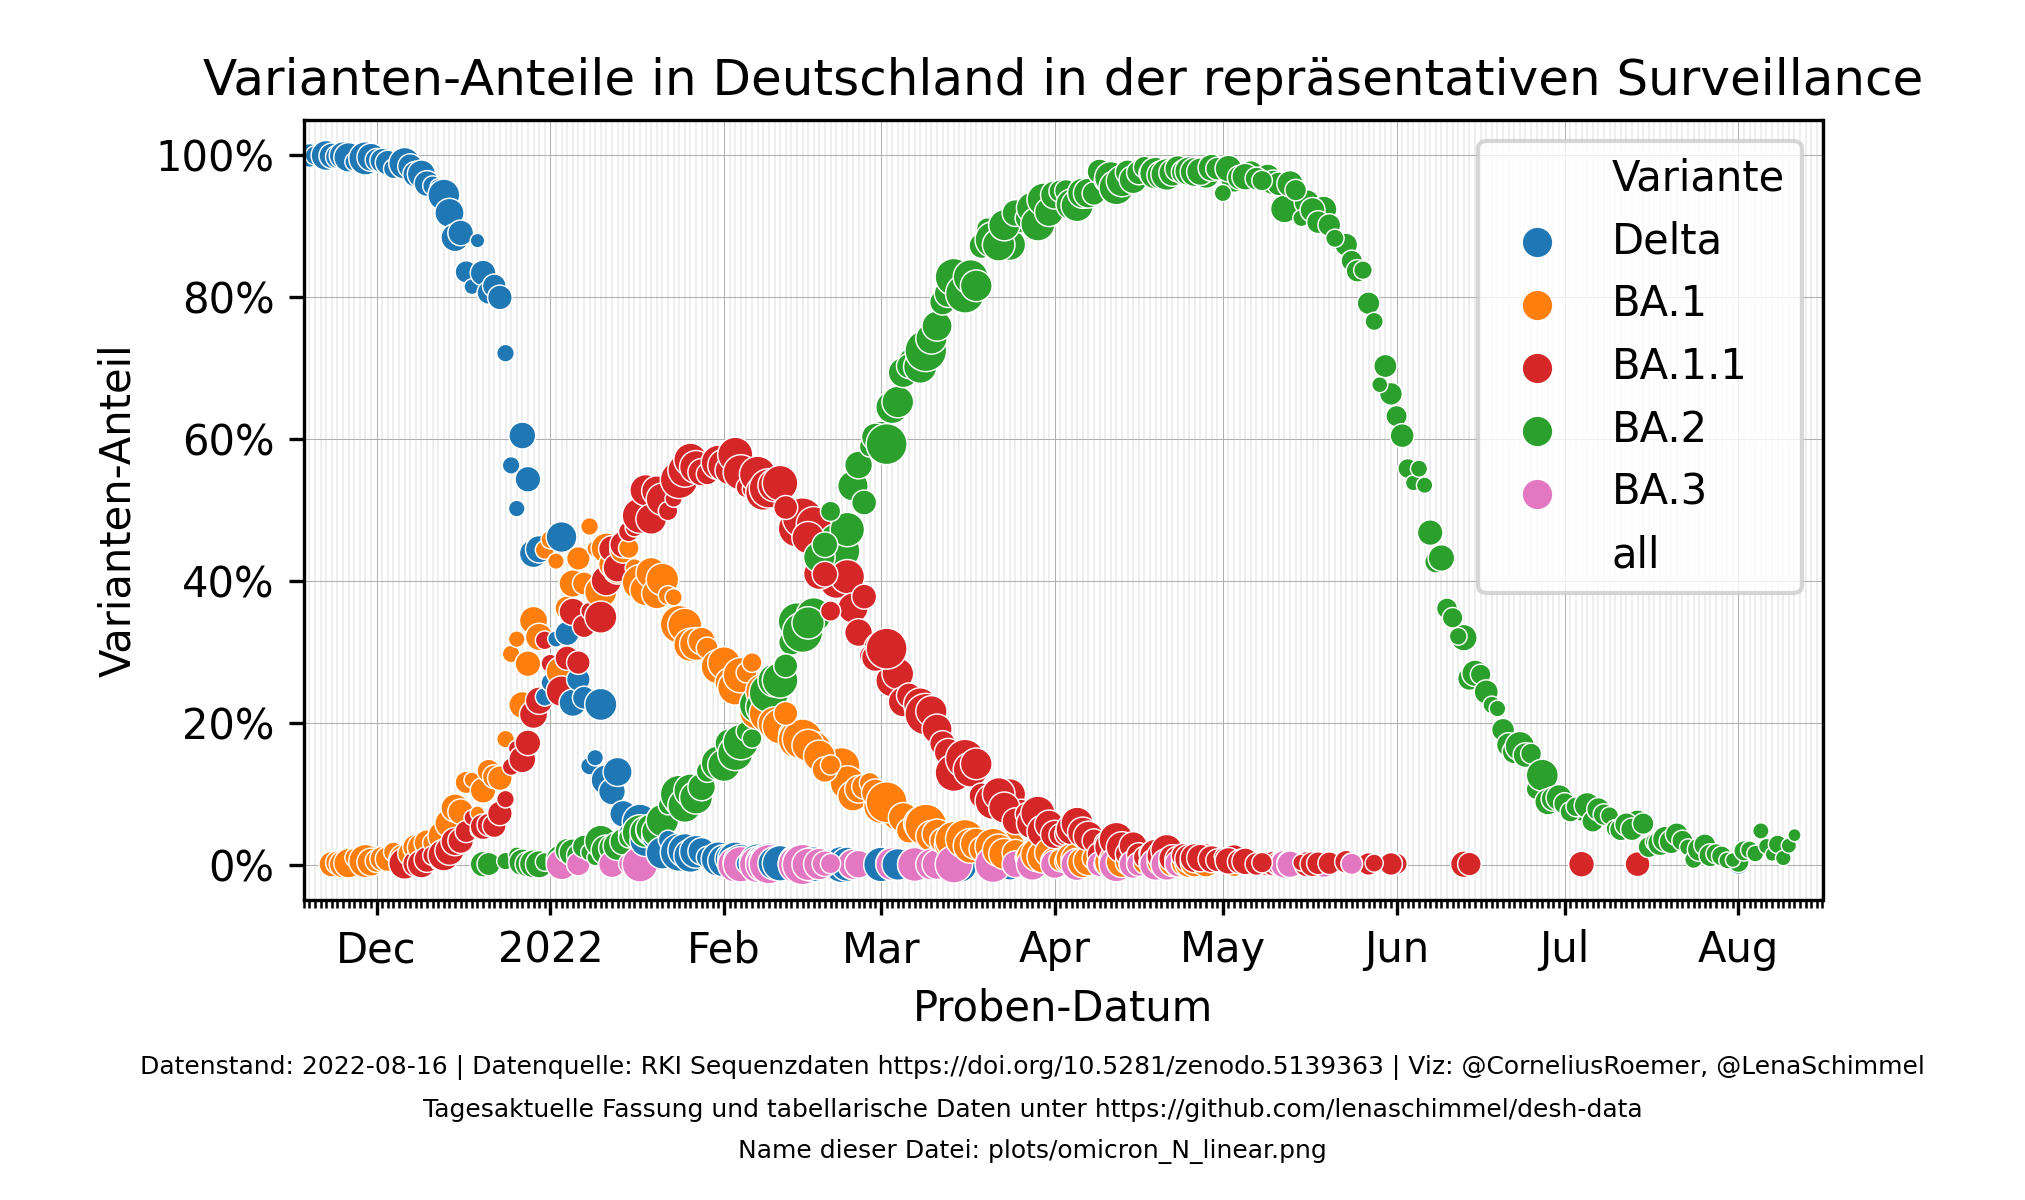 Varianten-Anteile in Deutschland in der repräsentativen Surveillance
Varianten-Anteil
100%
80%
60%
40%
20%
0%
Variante
Delta
BA.1
BA.1.1
BA.2
BA.3
all
Dec 2022 Feb Mar Apr May Jun Jul Aug
Proben-Datum
Datenstand: 2022-08-16 | Datenquelle: RKI Sequenzdaten https://doi.org/10.5281/zenodo.5139363 | Viz: @CorneliusRoemer, @LenaSchimmel
Tagesaktuelle Fassung und tabellarische Daten unter https://github.com/lenaschimmel/desh-data
Name dieser Datei: plots/omicron_N_linear.png